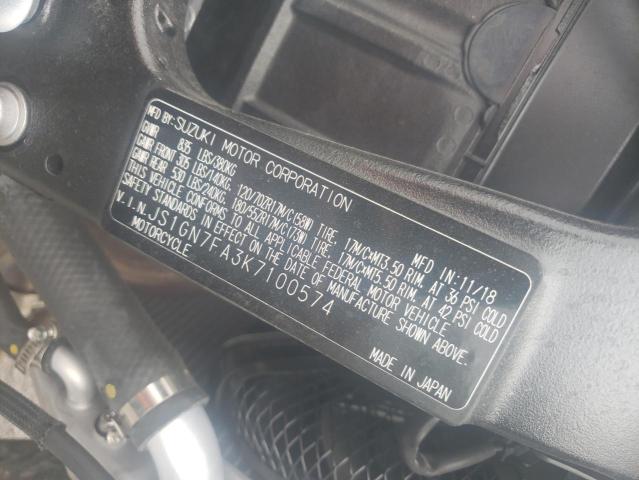 MFD BY:SUZUKI MOTOR CORPORATION MFD IN:11/18
GVWR 835 LBS/380KG
GAWR FRONT 305 LBS/140KG, 120/70ZR17M/C(58W) TIRE, 17M/C×MT3.50 RIM, AT 36 PSI COLD
GAWR REAR 530 LBS/240KG, 180/55ZR17M/C(73W) TIRE, 17M/C×MT5.50 RIM, AT 42 PSI COLD
THIS VEHICLE CONFORMS TO ALL APPLICABLE FEDERAL MOTOR VEHICLE
SAFETY STANDARDS IN EFFECT ON THE DATE OF MANUFACTURE SHOWN ABOVE.
V.I.N.JS1GN7FA3K7100574
MOTORCYCLE MADE IN JAPAN